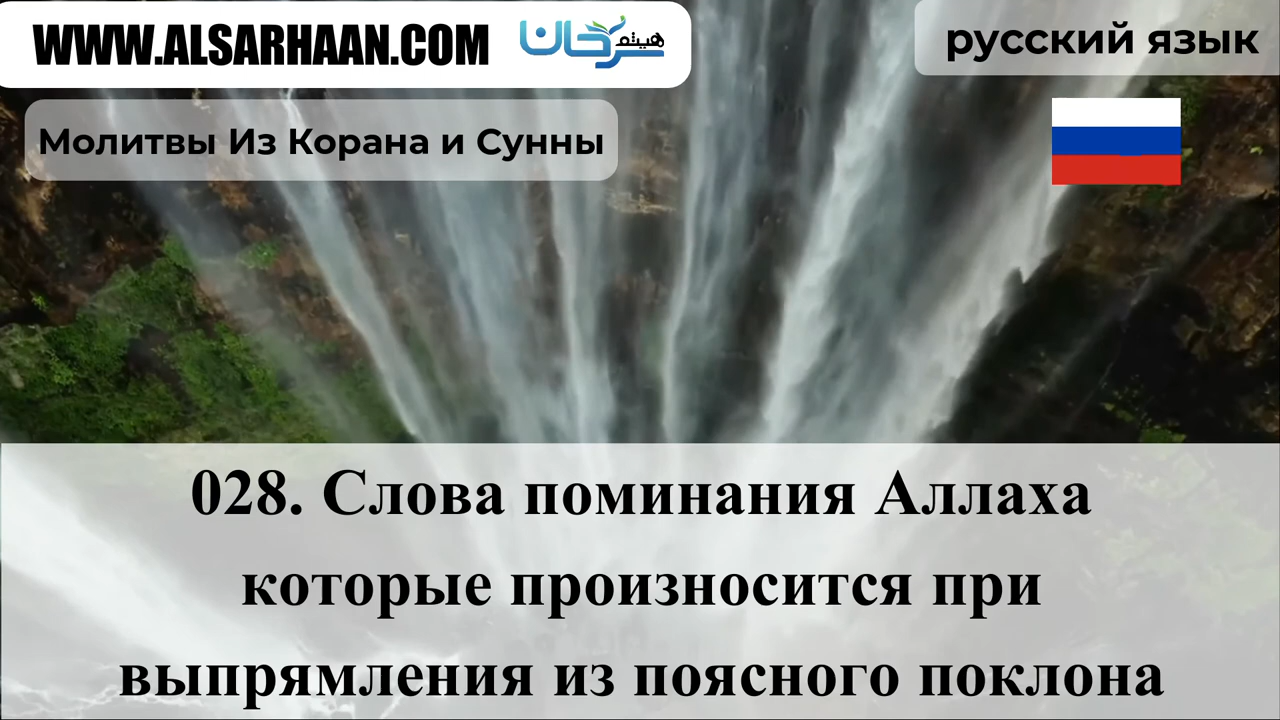 WWW.ALSARHAAN.COM
هيثم سرحان
русский язык
Молитвы Из Корана и Сунны
028. Слова поминания Аллаха
которые произносится при
выпрямления из поясного поклона